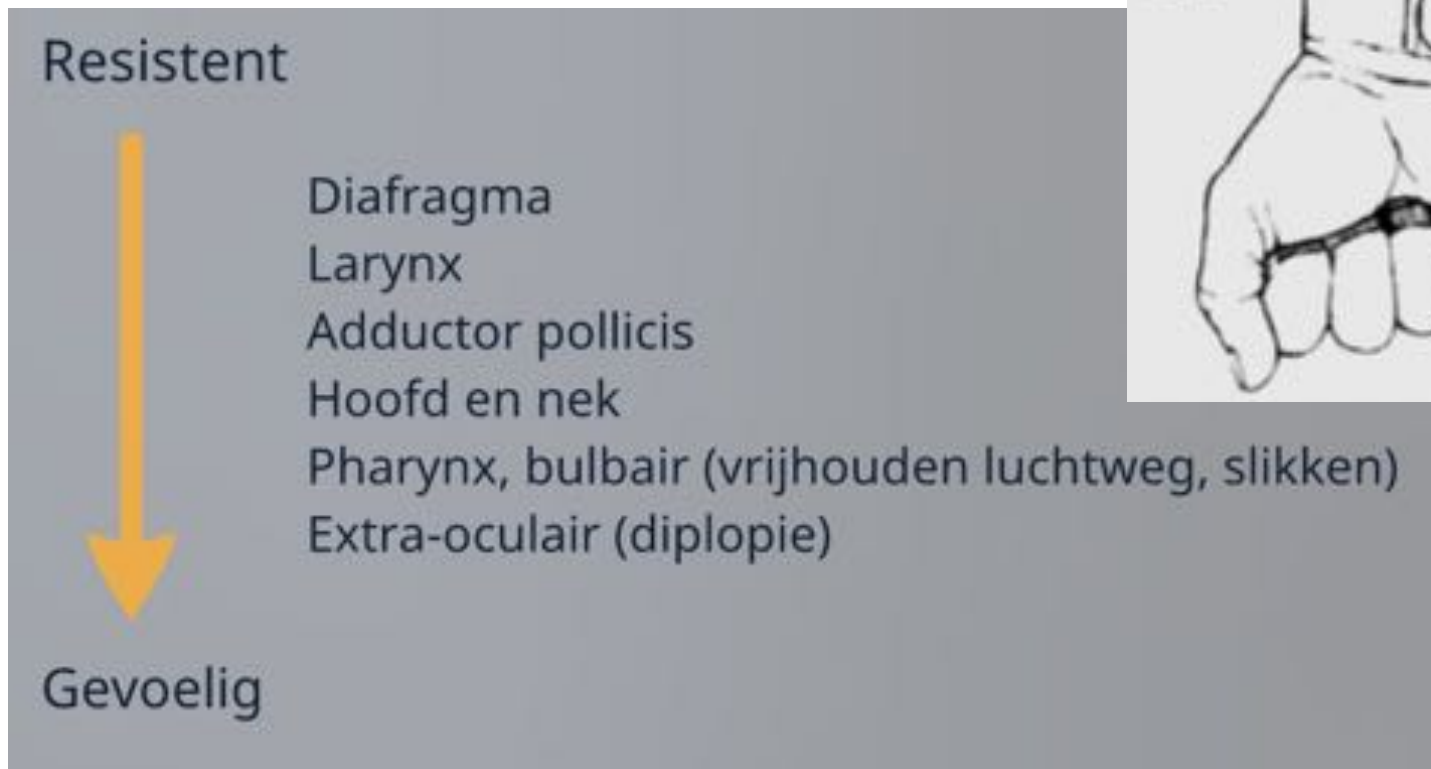 Resistent
Diafragma
Larynx
Adductor pollicis
Hoofd en nek
Pharynx, bulbair (vrijhouden luchtweg, slikken)
Extra-oculair (diplopie)
Gevoelig